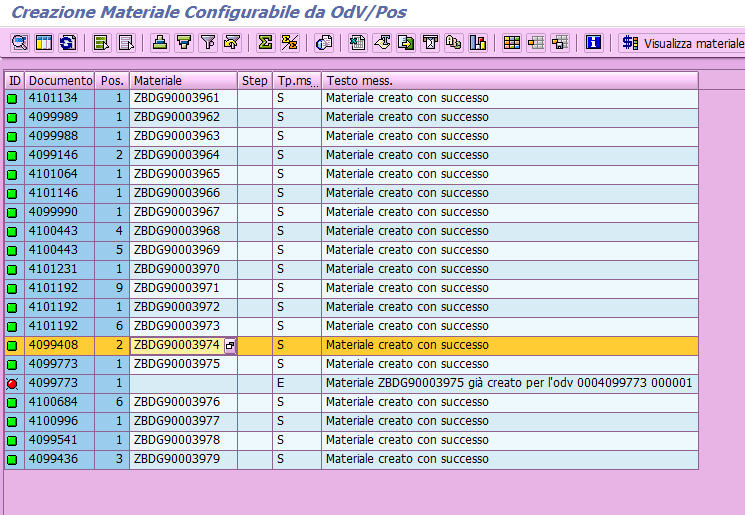 Creazione Materiale Configurabile da OdV/Pos
Visualizza materiale
ID Documento Pos. Materiale Step Tp.ms... Testo mess.
4101134 1 ZBDG90003961 S Materiale creato con successo
4099989 1 ZBDG90003962 S Materiale creato con successo
4099988 1 ZBDG90003963 S Materiale creato con successo
4099146 2 ZBDG90003964 S Materiale creato con successo
4101064 1 ZBDG90003965 S Materiale creato con successo
4101146 1 ZBDG90003966 S Materiale creato con successo
4099990 1 ZBDG90003967 S Materiale creato con successo
4100443 4 ZBDG90003968 S Materiale creato con successo
4100443 5 ZBDG90003969 S Materiale creato con successo
4101231 1 ZBDG90003970 S Materiale creato con successo
4101192 9 ZBDG90003971 S Materiale creato con successo
4101192 1 ZBDG90003972 S Materiale creato con successo
4101192 6 ZBDG90003973 S Materiale creato con successo
4099408 2 ZBDG90003974 S Materiale creato con successo
4099773 1 ZBDG90003975 S Materiale creato con successo
4099773 1 E Materiale ZBDG90003975 già creato per l'odv 0004099773 000001
4100684 6 ZBDG90003976 S Materiale creato con successo
4100996 1 ZBDG90003977 S Materiale creato con successo
4099541 1 ZBDG90003978 S Materiale creato con successo
4099436 3 ZBDG90003979 S Materiale creato con successo